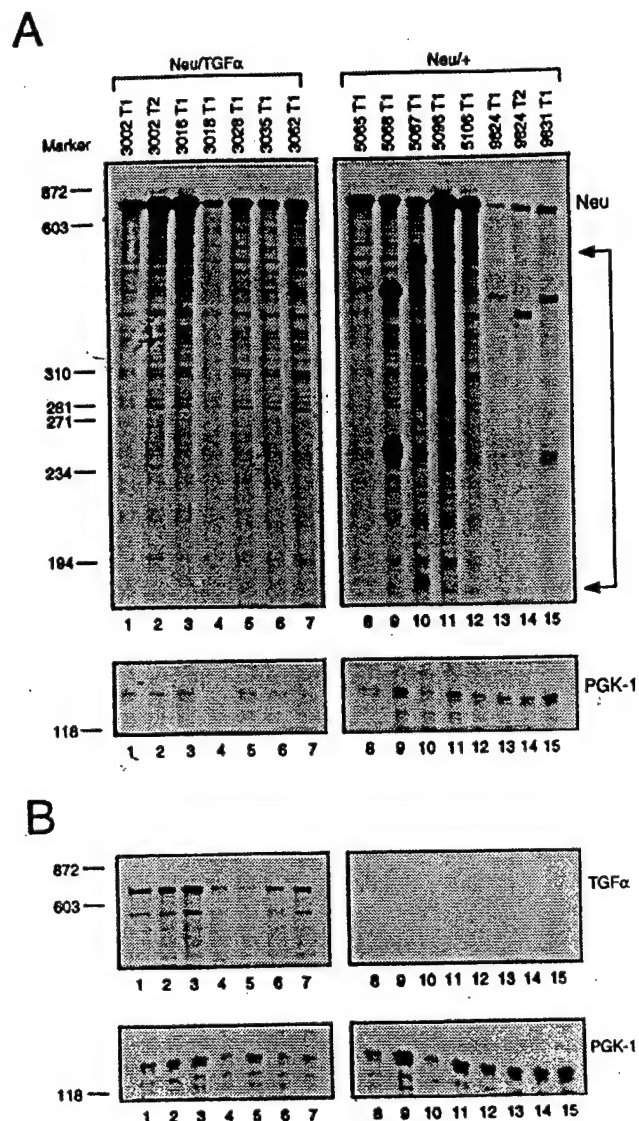 A
Neu/TGFα Neu/+
Marker 3002 T1 3002 T2 3016 T1 3018 T1 3028 T1 3035 T1 3062 T1 5065 T1 5066 T1 5067 T1 5096 T1 5106 T1 9824 T1 9824 T2 9831 T1
872
Neu
603
310
281
271
234
194
1 2 3 4 5 6 7 8 9 10 11 12 13 14 15
PGK-1
118
1 2 3 4 5 6 7 8 9 10 11 12 13 14 15
B
872
TGFα
603
1 2 3 4 5 6 7 8 9 10 11 12 13 14 15
PGK-1
118
1 2 3 4 5 6 7 8 9 10 11 12 13 14 15